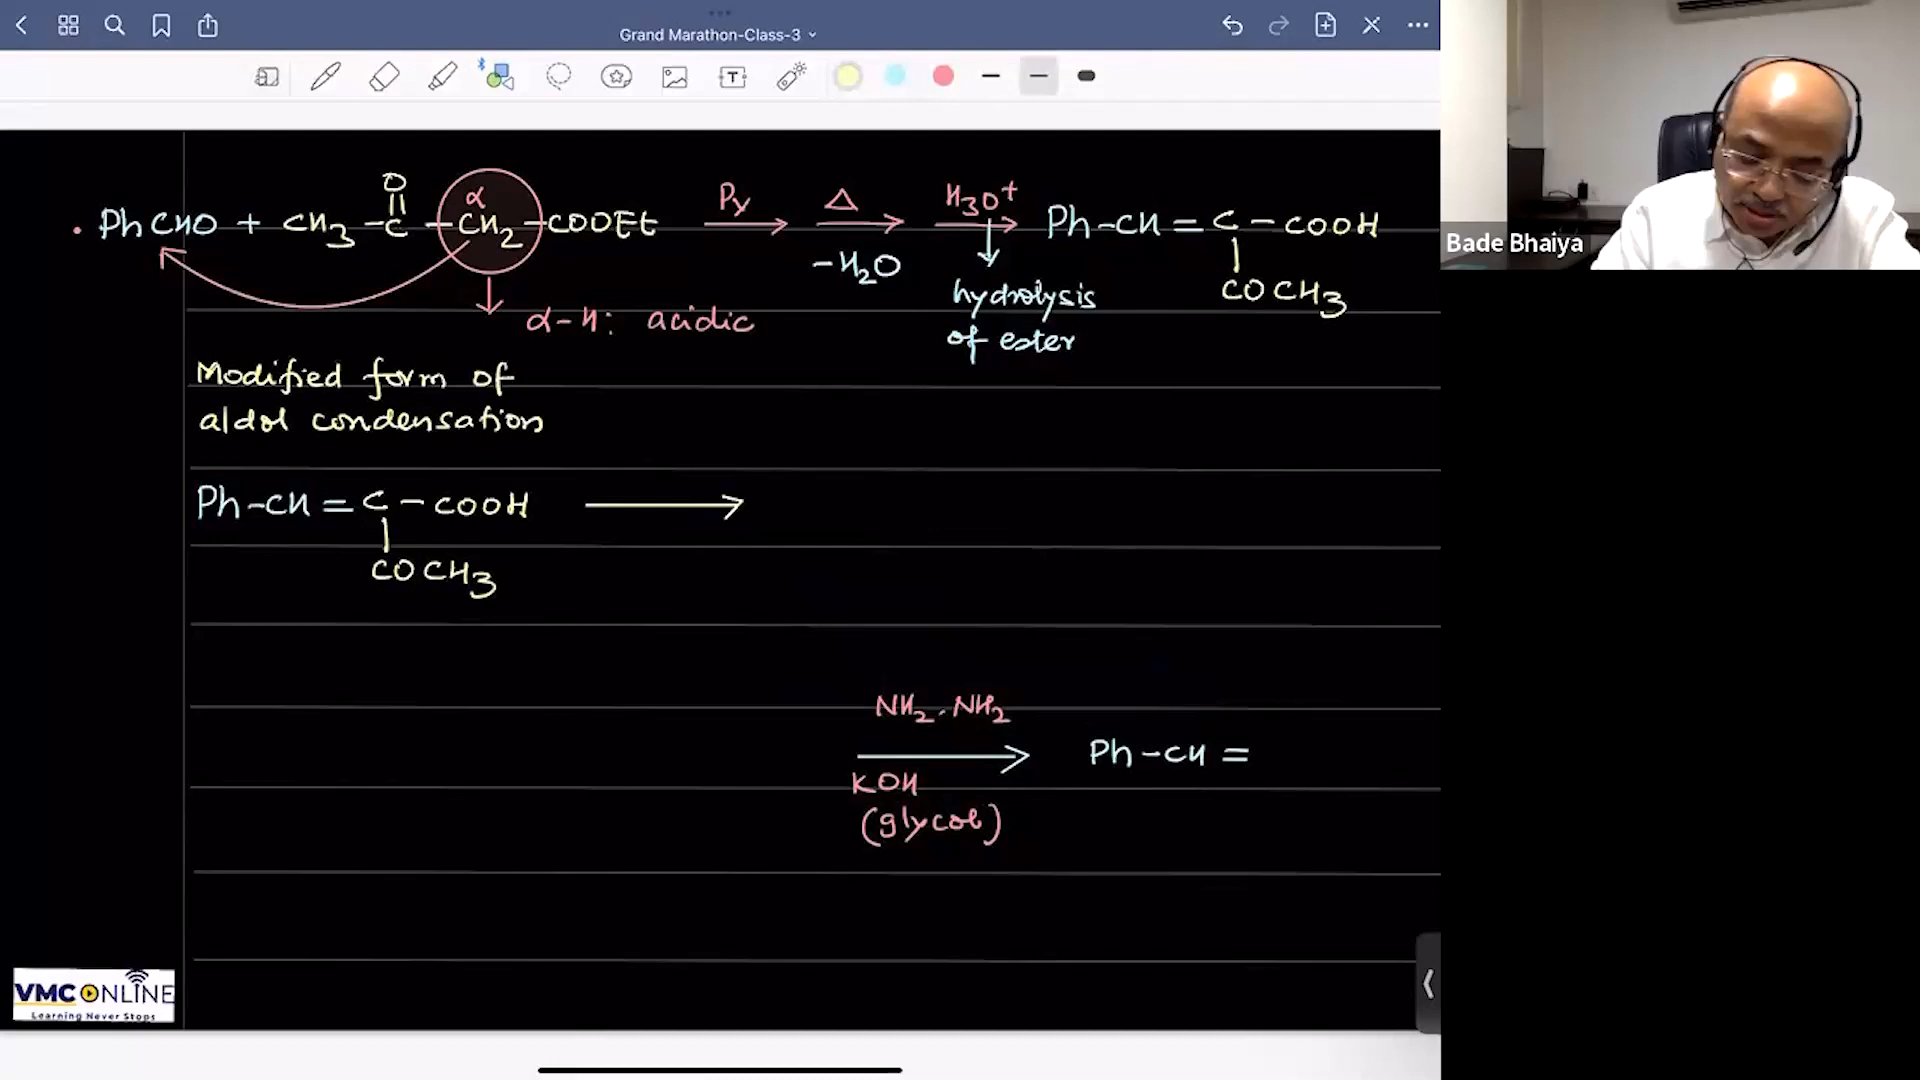 Grand Marathon-Class-3
Bade Bhaiya
. PhCHO + CH3 - C - CH2 - COOEt Py Δ H3O+ Ph-CH = C - COOH
O
α
-H2O
COCH3
hydrolysis
of ester
α-H: acidic
Modified form of
aldol condensation
Ph-CH = C - COOH
COCH3
NH2.NH2
Ph-CH =
KOH
(glycol)
VMC ONLINE
Learning Never Stops